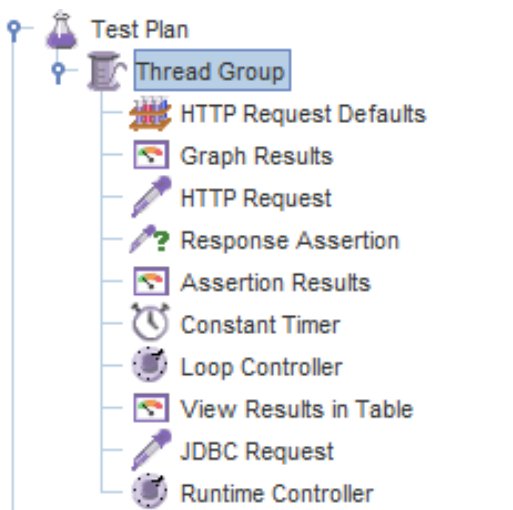 Test Plan
Thread Group
HTTP Request Defaults
Graph Results
HTTP Request
Response Assertion
Assertion Results
Constant Timer
Loop Controller
View Results in Table
JDBC Request
Runtime Controller